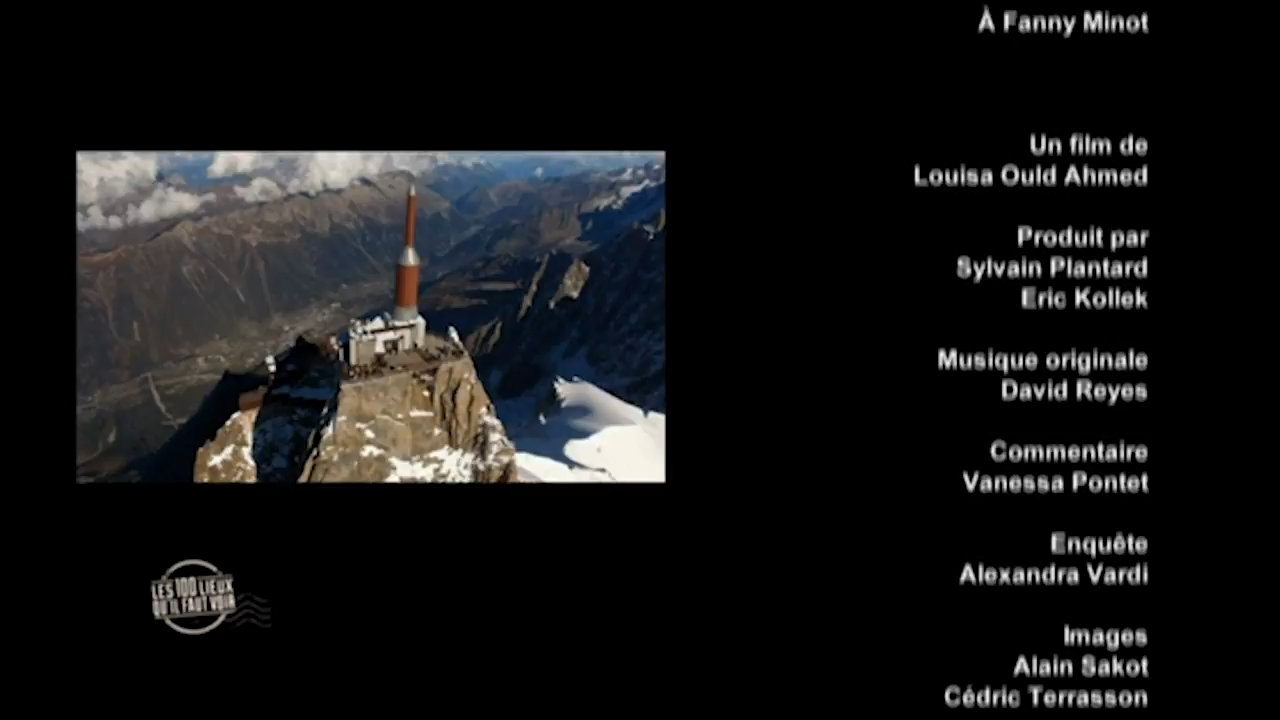 À Fanny Minot
Un film de
Louisa Ould Ahmed
Produit par
Sylvain Plantard
Eric Kollek
Musique originale
David Reyes
Commentaire
Vanessa Pontet
Enquête
Alexandra Vardi
Images
Alain Sakot
Cédric Terrasson
LES 100 LIEUX
QU'IL FAUT VOIR